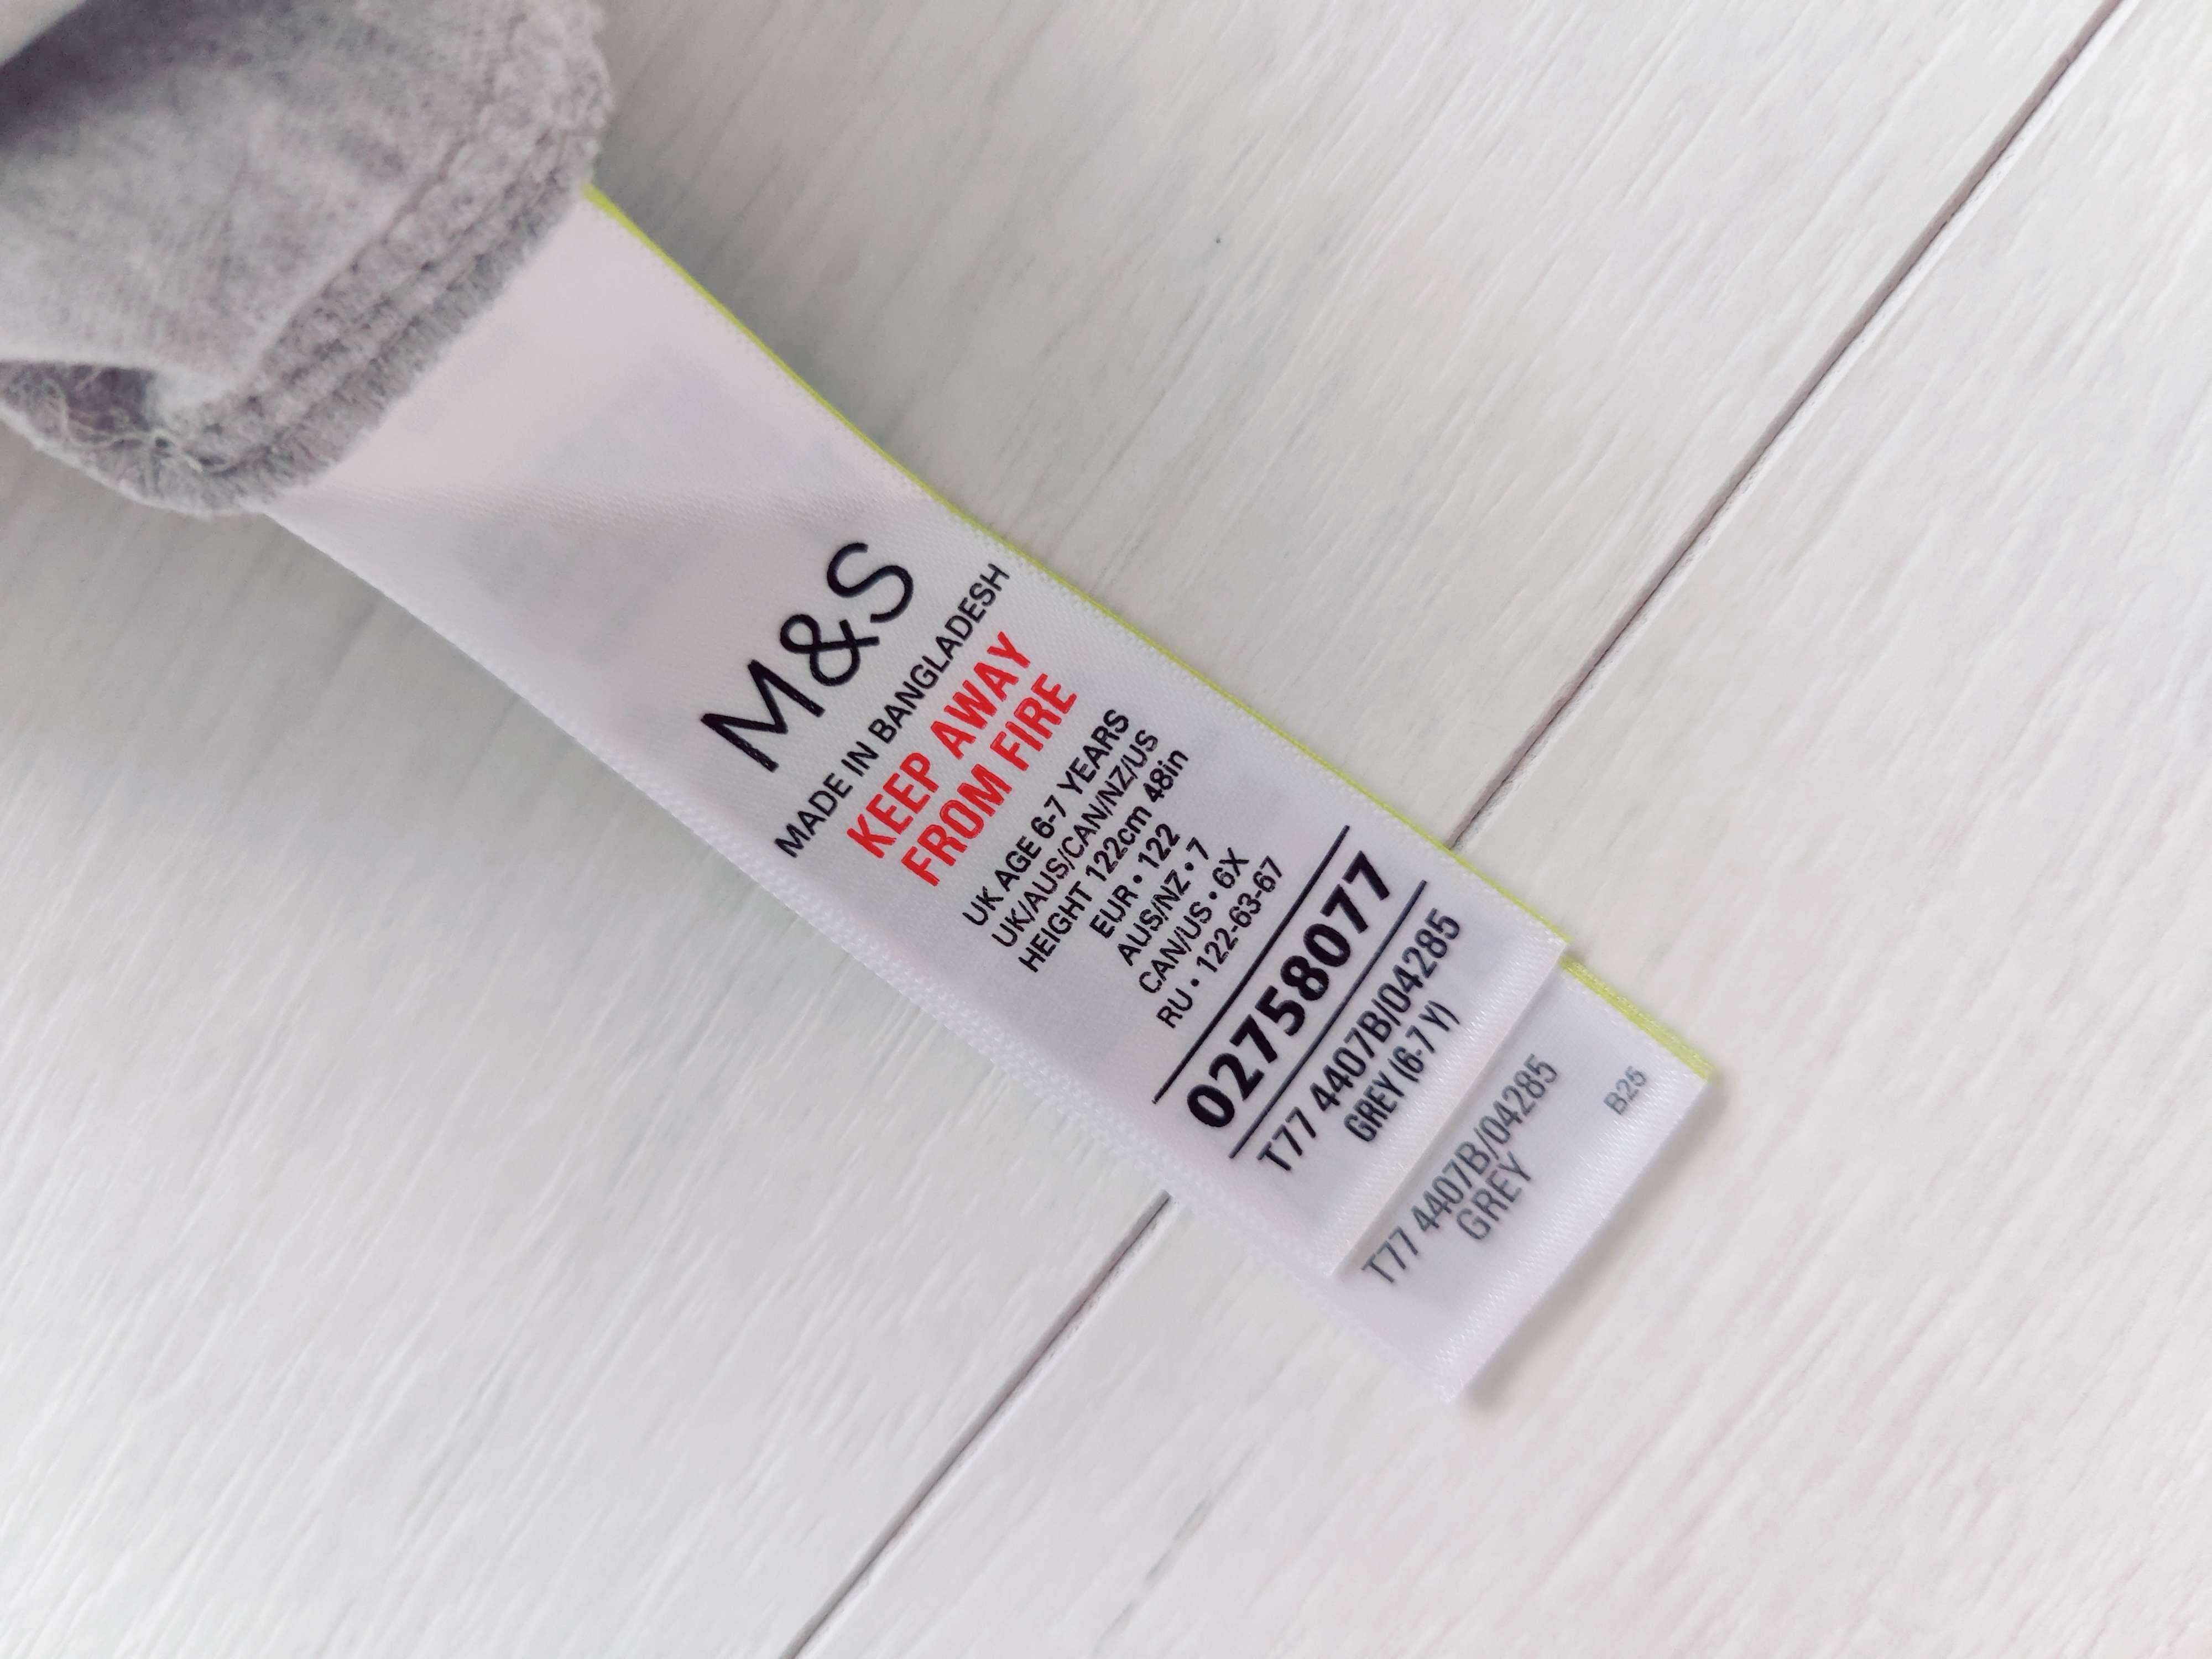 M&S
MADE IN BANGLADESH
KEEP AWAY
FROM FIRE
UK AGE 6-7 YEARS
UK/AUS/CAN/NZ/US
HEIGHT 122cm 48in
EUR • 122
AUS/NZ • 7
CAN/US • 6X
RU • 122-63-67
02758077
T77 4407B/04285
GREY (6-7 Y)
T77 4407B/04285
GREY
B25